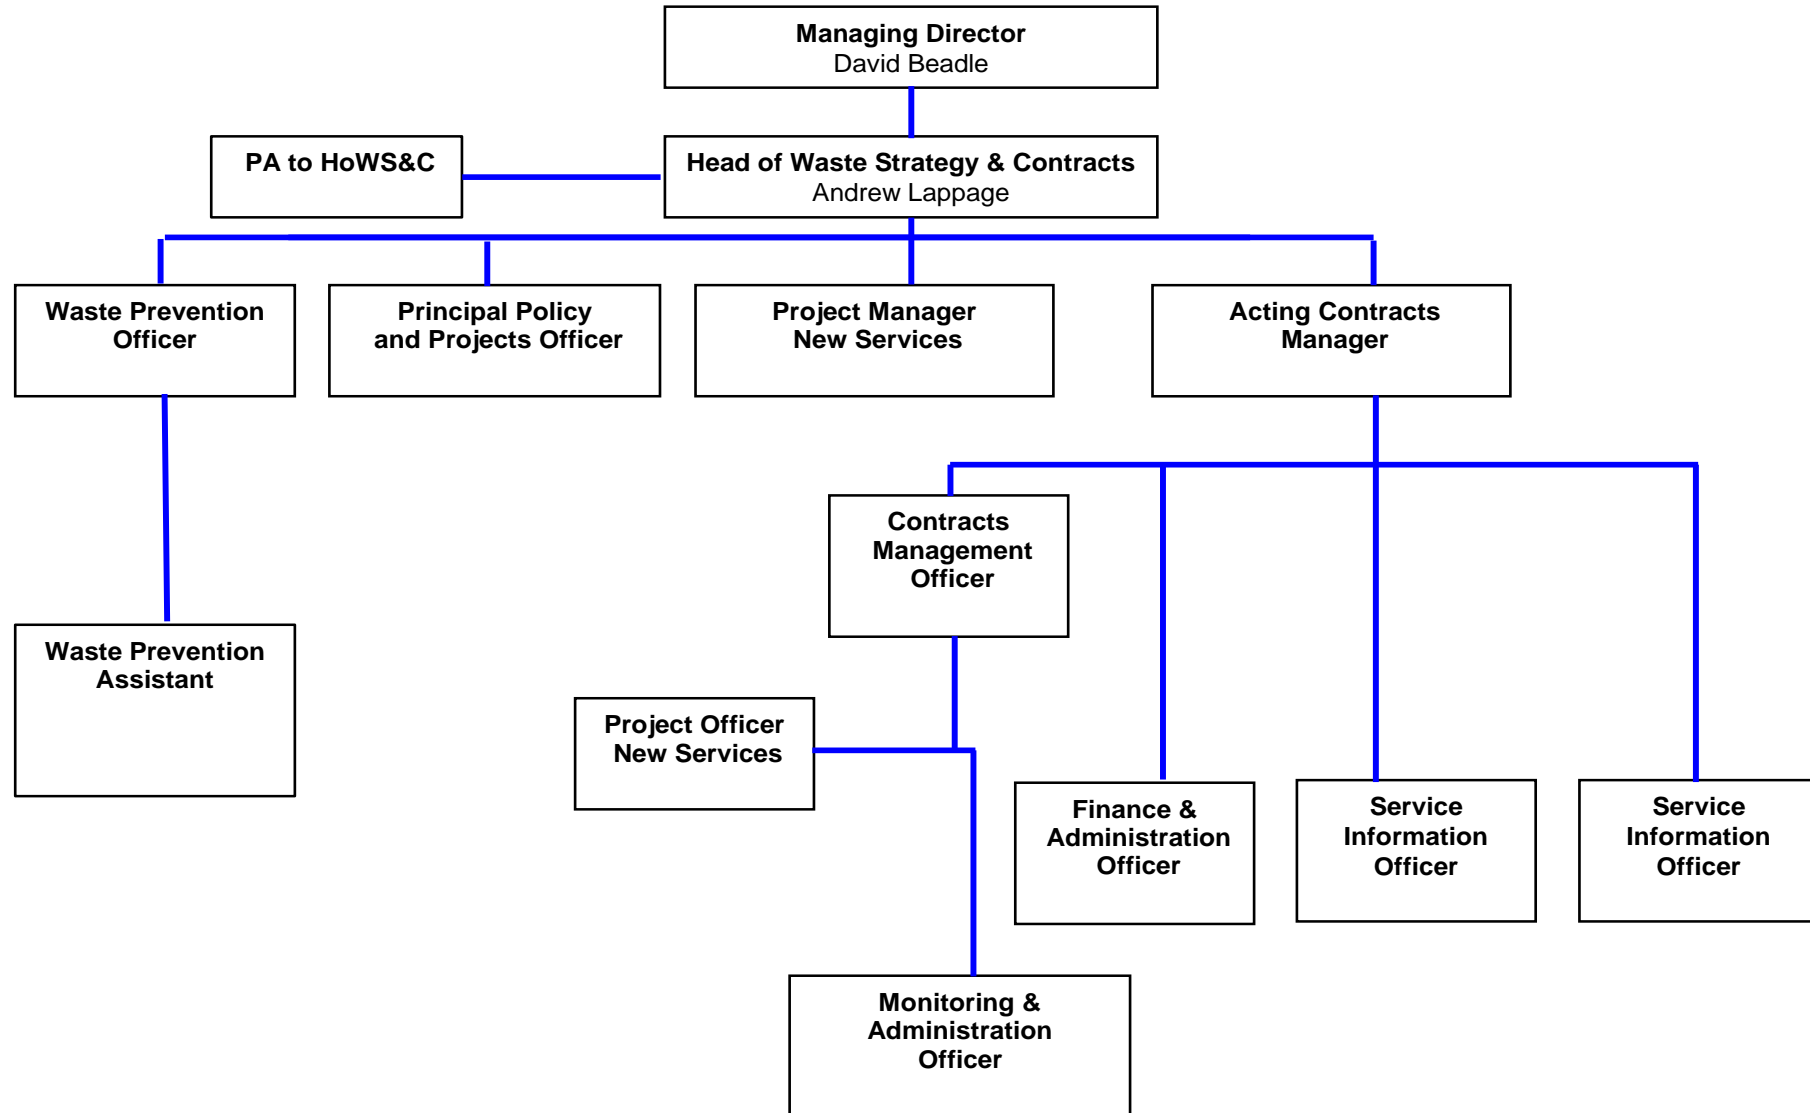 Managing Director
David Beadle
PA to HoWS&C
Head of Waste Strategy & Contracts
Andrew Lappage
Waste Prevention
Officer
Principal Policy
and Projects Officer
Project Manager
New Services
Acting Contracts
Manager
Contracts
Management
Officer
Waste Prevention
Assistant
Project Officer
New Services
Finance &
Administration
Officer
Service
Information
Officer
Service
Information
Officer
Monitoring &
Administration
Officer